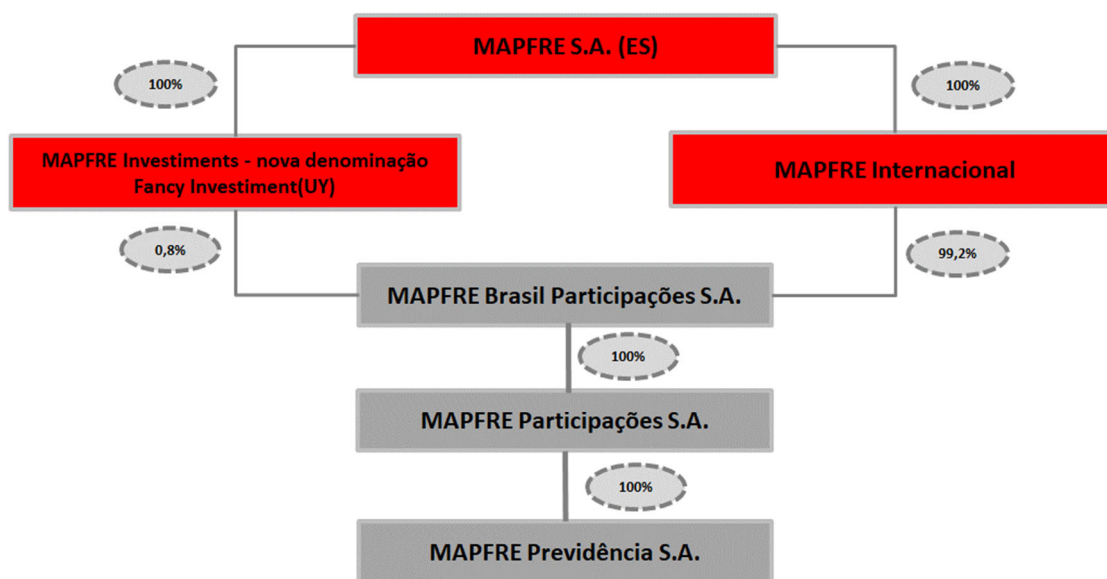 MAPFRE S.A. (ES)
100%
100%
MAPFRE Investiments - nova denominação
Fancy Investiment(UY)
MAPFRE Internacional
0,8%
99,2%
MAPFRE Brasil Participações S.A.
100%
MAPFRE Participações S.A.
100%
MAPFRE Previdência S.A.